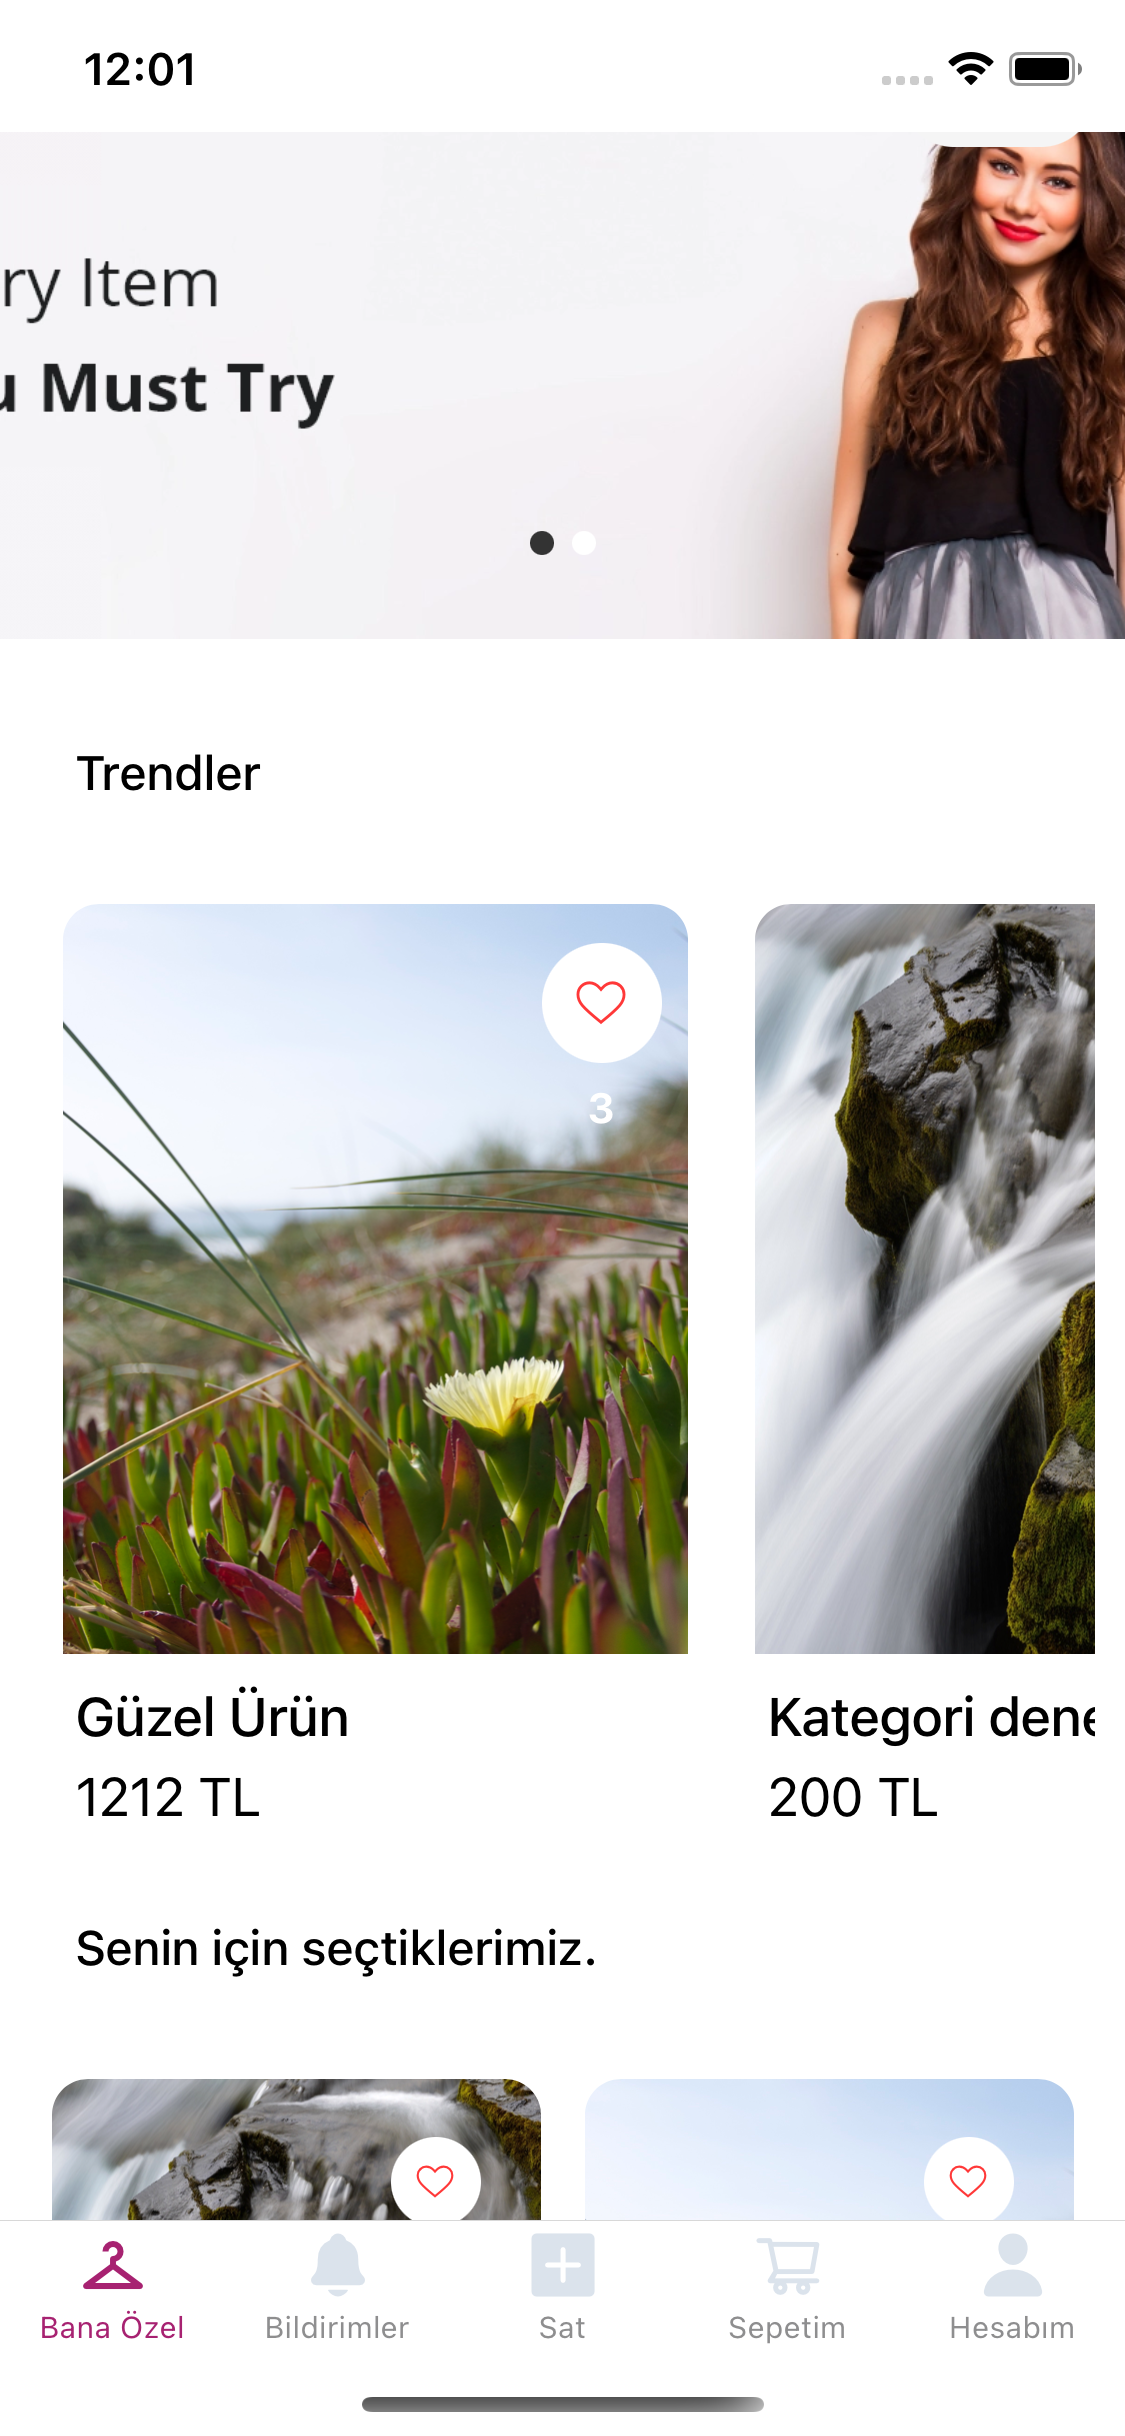 12:01
ry Item
u Must Try
Trendler
3
Güzel Ürün
1212 TL
Kategori dene
200 TL
Senin için seçtiklerimiz.
Bana Özel
Bildirimler
Sat
Sepetim
Hesabım